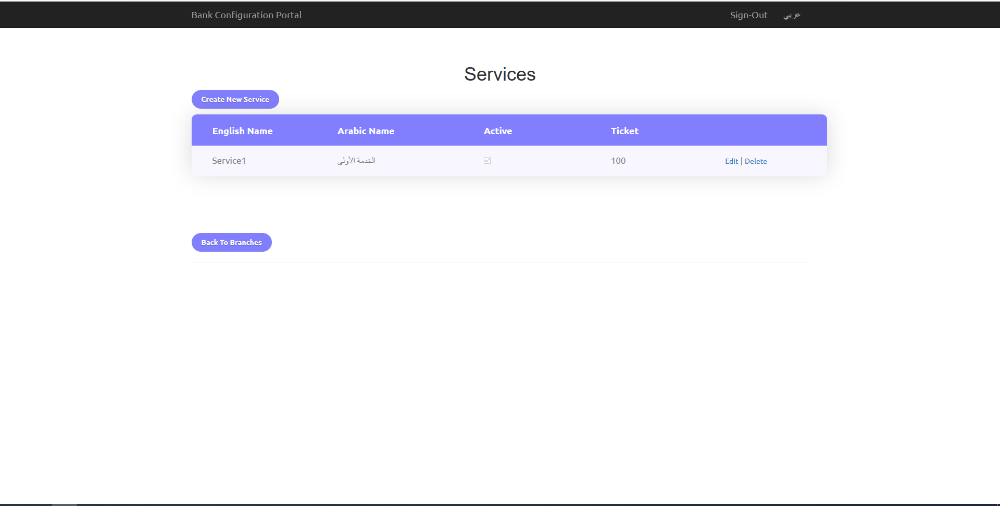 Bank Configuration Portal Sign-Out عربي
Services
Create New Service
English Name Arabic Name Active Ticket
Service1 الخدمة الأولى 100 Edit | Delete
Back To Branches